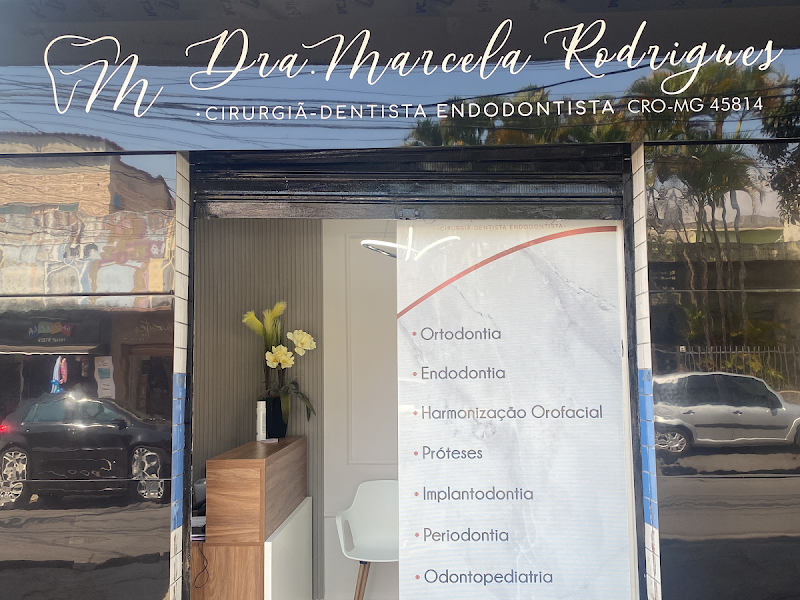 M
Dra. Marcela Rodrigues
• CIRURGIÃ-DENTISTA ENDODONTISTA CRO-MG 45814
•CIRURGIÃ-DENTISTA ENDODONTISTA•
• Ortodontia
• Endodontia
• Harmonização Orofacial
• Próteses
• Implantodontia
• Periodontia
• Odontopediatria